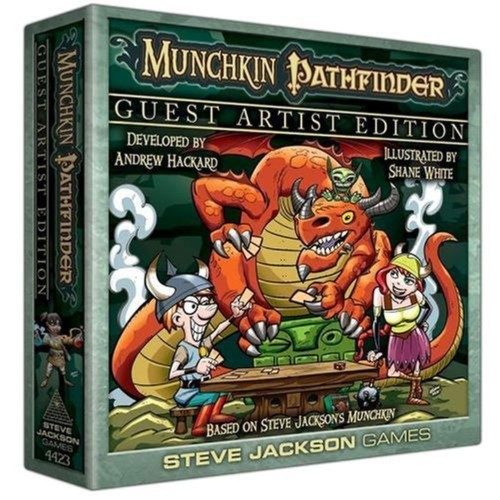 MUNCHKIN PATHFINDER
GUEST ARTIST EDITION
DEVELOPED BY
ANDREW HACKARD
ILLUSTRATED BY
SHANE WHITE
BASED ON STEVE JACKSON'S MUNCHKIN
STEVE JACKSON GAMES
MUNCHKIN PATHFINDER
GUEST ARTIST EDITION
STEVE
JACKSON
GAMES
4423